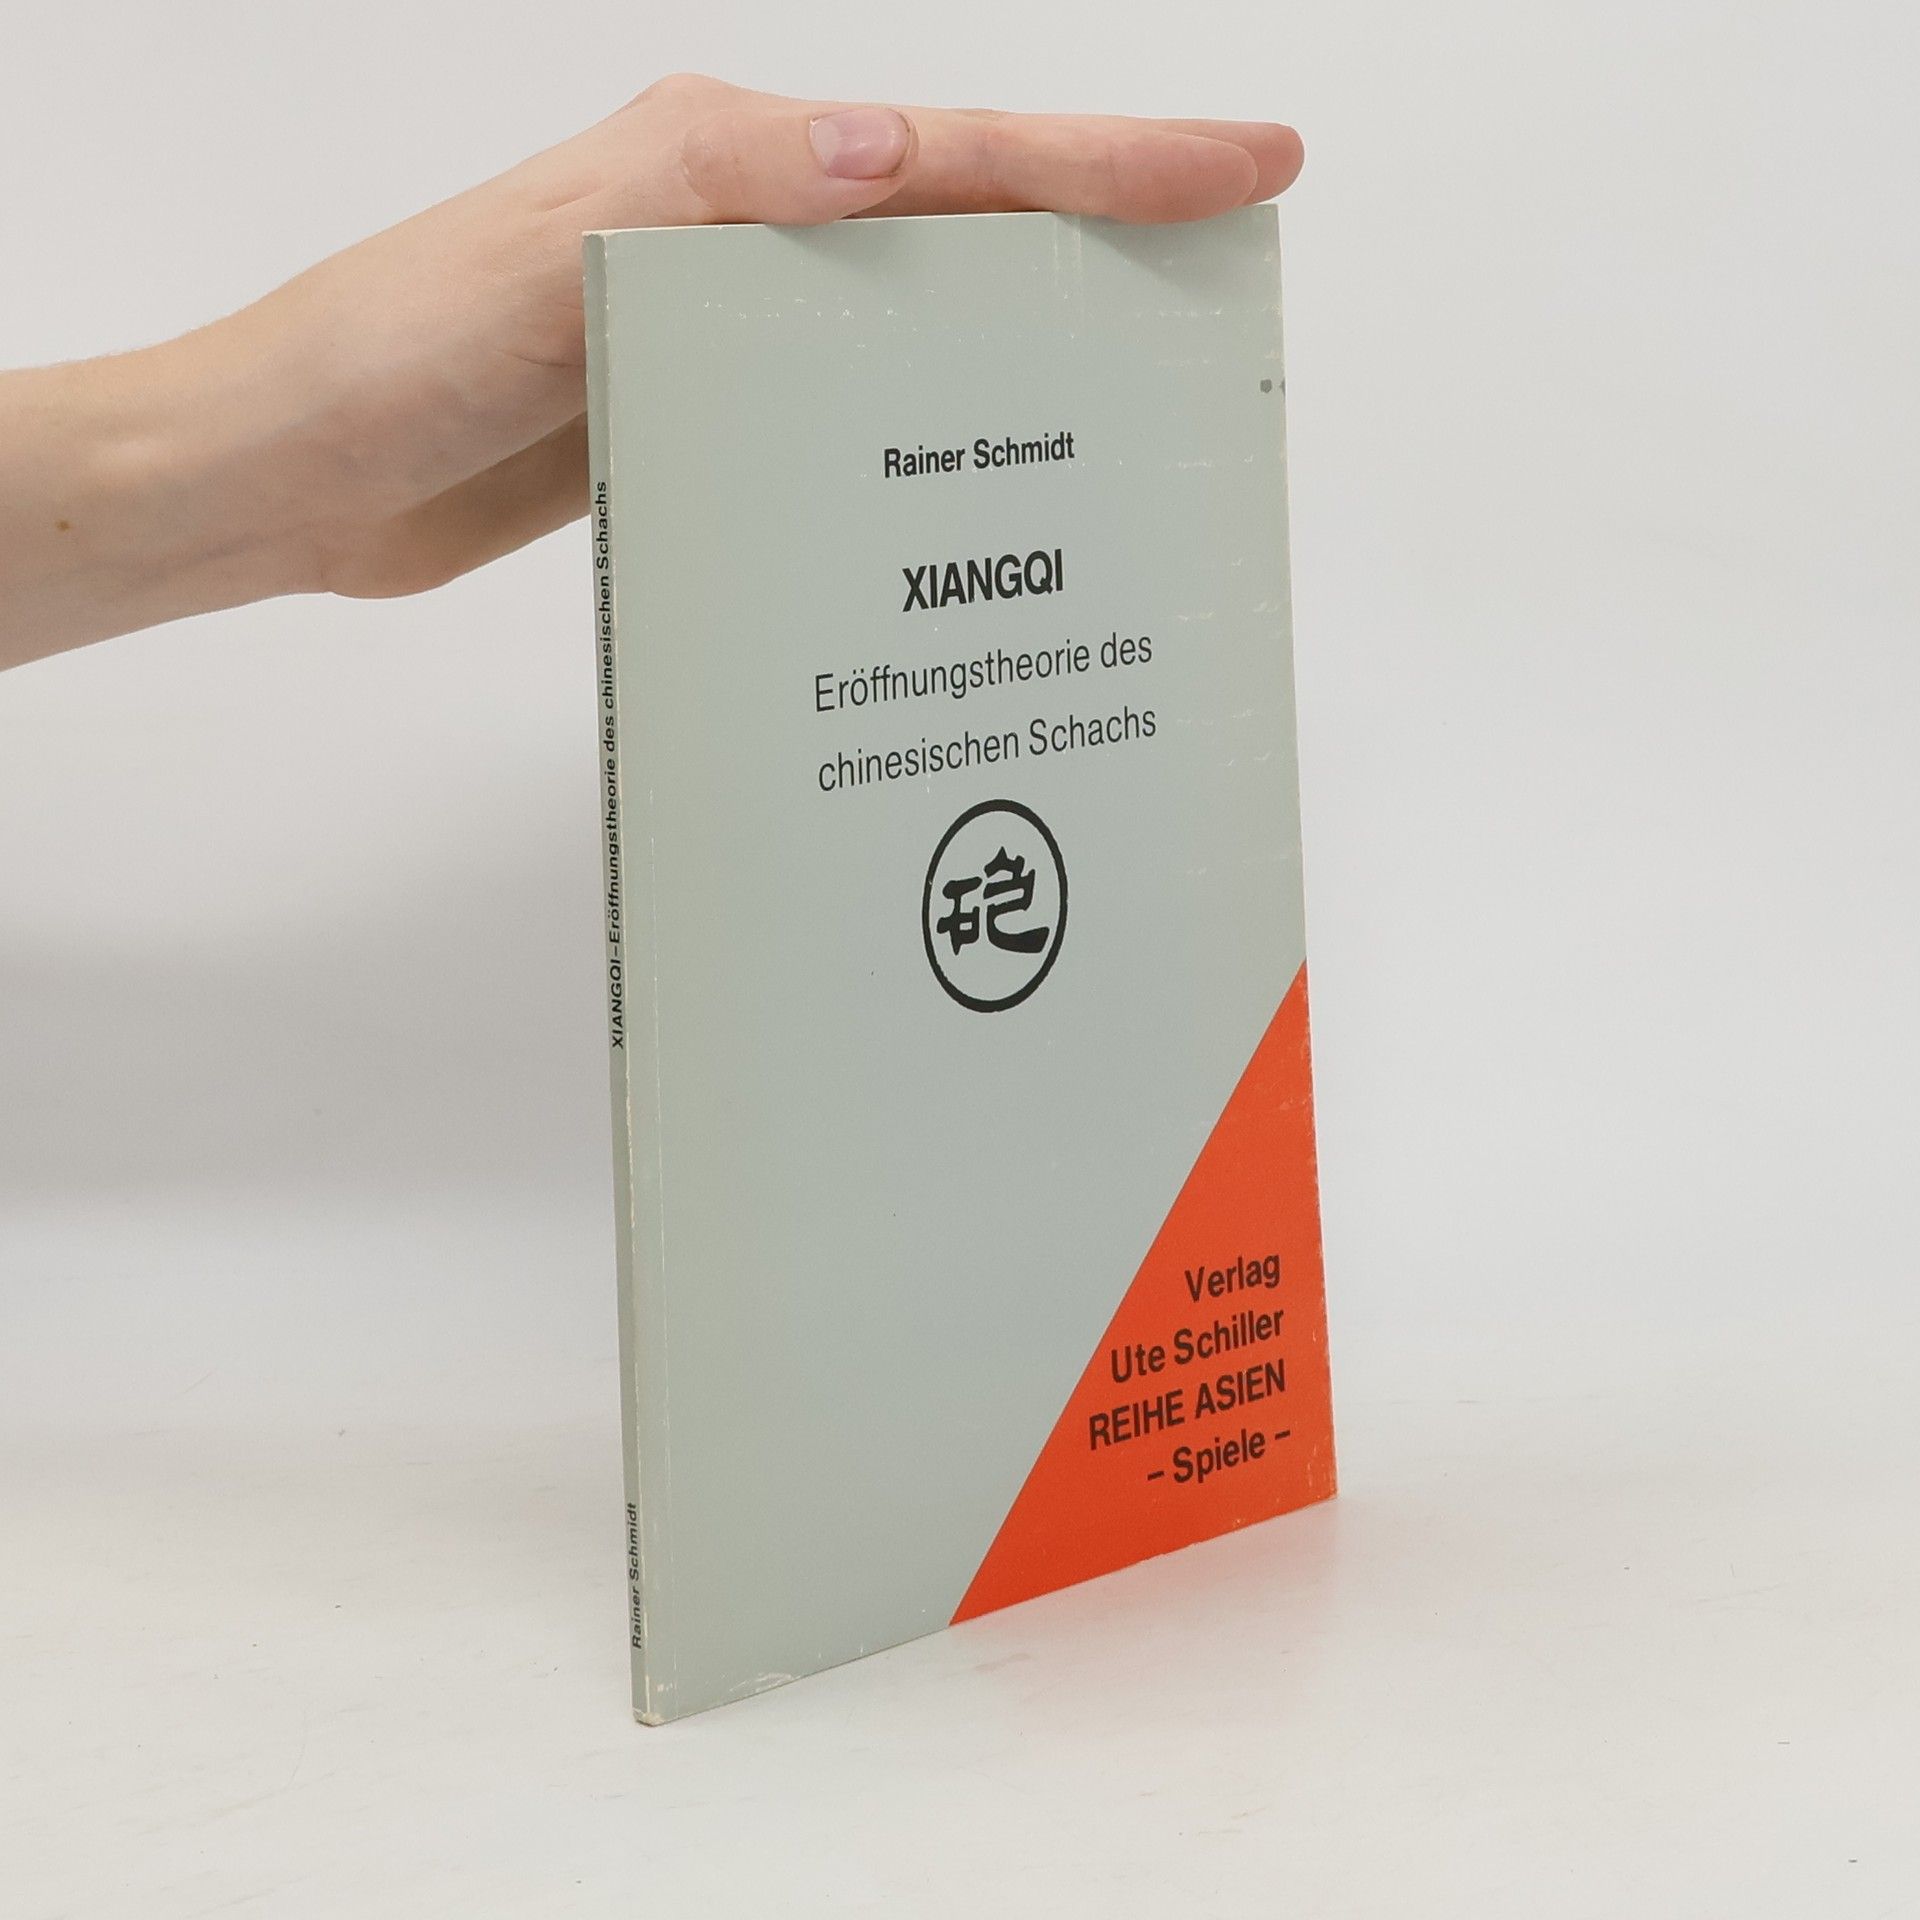 Rainer Schmidt
XIANGQI
Eröffnungstheorie des
chinesischen Schachs
砲
Verlag
Ute Schiller
REIHE ASIEN
– Spiele –
XIANGQI–Eröffnungstheorie des chinesischen Schachs
Rainer Schmidt